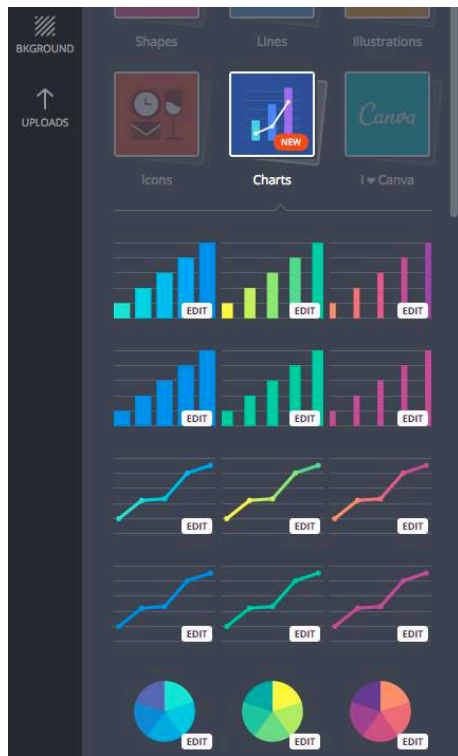 BKGROUND
UPLOADS
Shapes Lines Illustrations
Canva
NEW
Icons Charts I ♥ Canva
EDIT EDIT EDIT
EDIT EDIT EDIT
EDIT EDIT EDIT
EDIT EDIT EDIT
EDIT EDIT EDIT